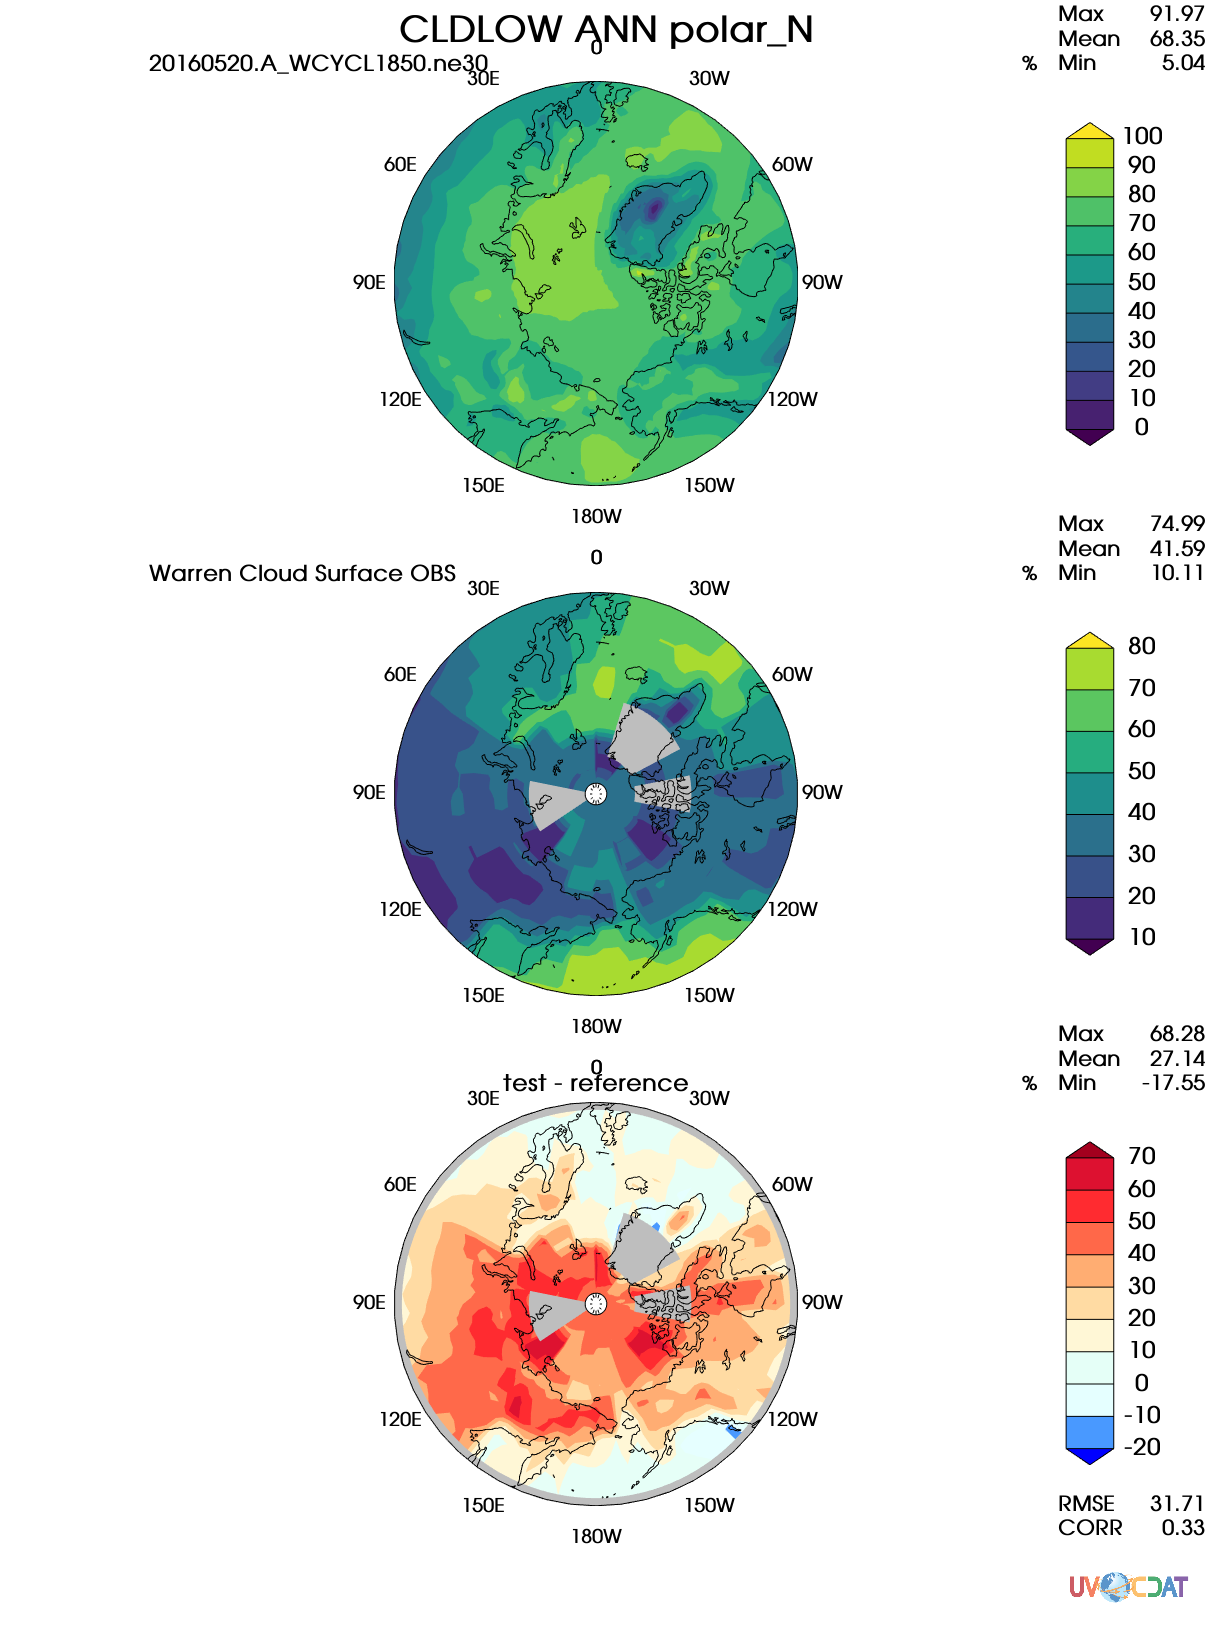 CLDLOW ANN polar_N
20160520.A_WCYCL1850.ne30
Max 91.97
Mean 68.35
% Min 5.04
0
30E 30W
60E 60W
90E 90W
120E 120W
150E 150W
180W
100
90
80
70
60
50
40
30
20
10
0
Warren Cloud Surface OBS
Max 74.99
Mean 41.59
% Min 10.11
0
30E 30W
60E 60W
90E 90W
120E 120W
150E 150W
180W
80
70
60
50
40
30
20
10
test - reference
Max 68.28
Mean 27.14
% Min -17.55
0
30E 30W
60E 60W
90E 90W
120E 120W
150E 150W
180W
70
60
50
40
30
20
10
0
-10
-20
RMSE 31.71
CORR 0.33
UV CDAT